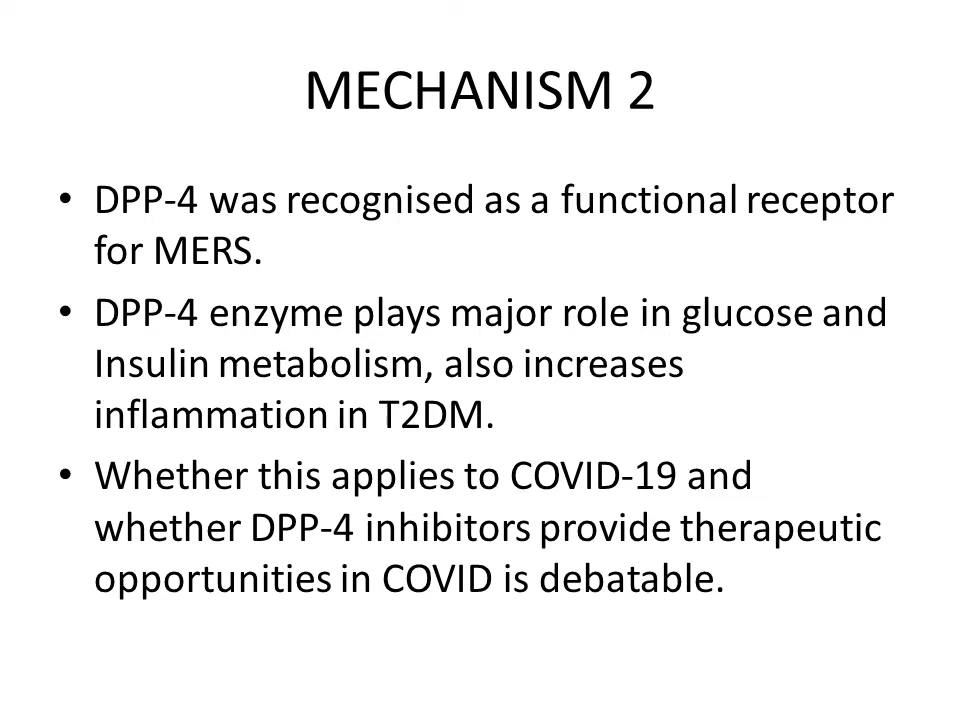 MECHANISM 2
• DPP-4 was recognised as a functional receptor
for MERS.
• DPP-4 enzyme plays major role in glucose and
Insulin metabolism, also increases
inflammation in T2DM.
• Whether this applies to COVID-19 and
whether DPP-4 inhibitors provide therapeutic
opportunities in COVID is debatable.